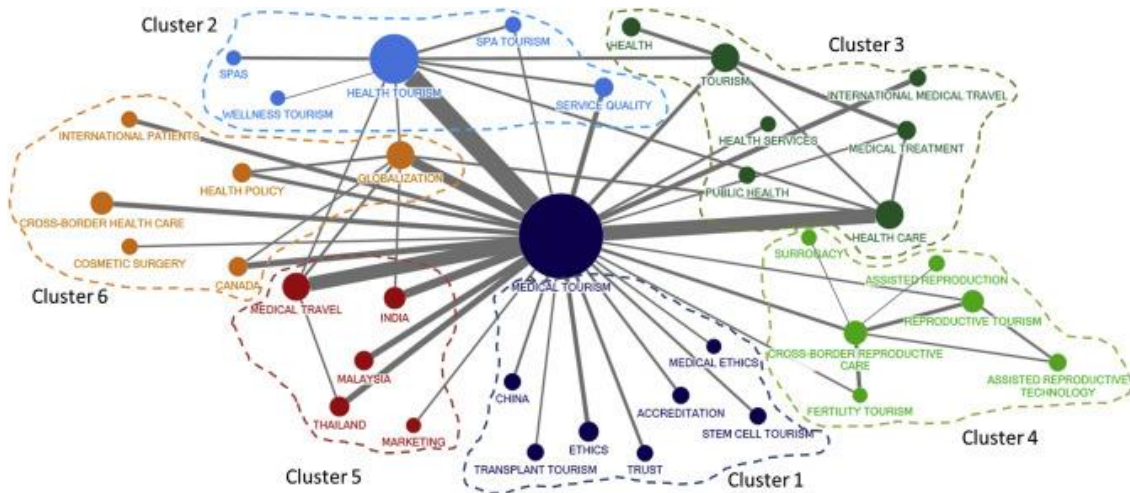 Cluster 2
SPA TOURISM
SPAS
HEALTH TOURISM
WELLNESS TOURISM
SERVICE QUALITY
Cluster 3
HEALTH
TOURISM
INTERNATIONAL MEDICAL TRAVEL
HEALTH SERVICES
MEDICAL TREATMENT
PUBLIC HEALTH
HEALTH CARE
INTERNATIONAL PATIENTS
GLOBALIZATION
HEALTH POLICY
CROSS-BORDER HEALTH CARE
COSMETIC SURGERY
CANADA
Cluster 6
MEDICAL TOURISM
SURROGACY
ASSISTED REPRODUCTION
REPRODUCTIVE TOURISM
CROSS-BORDER REPRODUCTIVE
CARE
ASSISTED REPRODUCTIVE
TECHNOLOGY
FERTILITY TOURISM
Cluster 4
MEDICAL TRAVEL
INDIA
MALAYSIA
THAILAND
MARKETING
Cluster 5
MEDICAL ETHICS
CHINA
ACCREDITATION
STEM CELL TOURISM
ETHICS
TRANSPLANT TOURISM
TRUST
Cluster 1